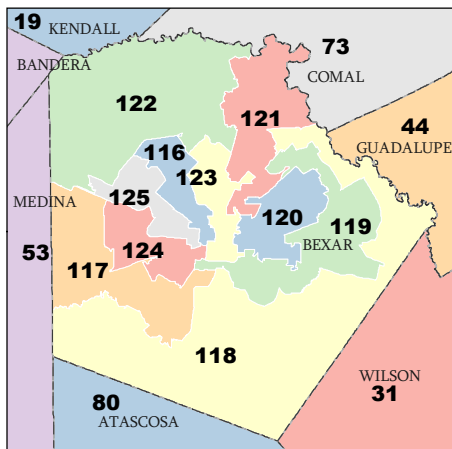 19
KENDALL
73
BANDERA
COMAL
122
121
44
116
GUADALUPE
123
125
MEDINA
120
119
124
BEXAR
53
117
118
WILSON
80
31
ATASCOSA